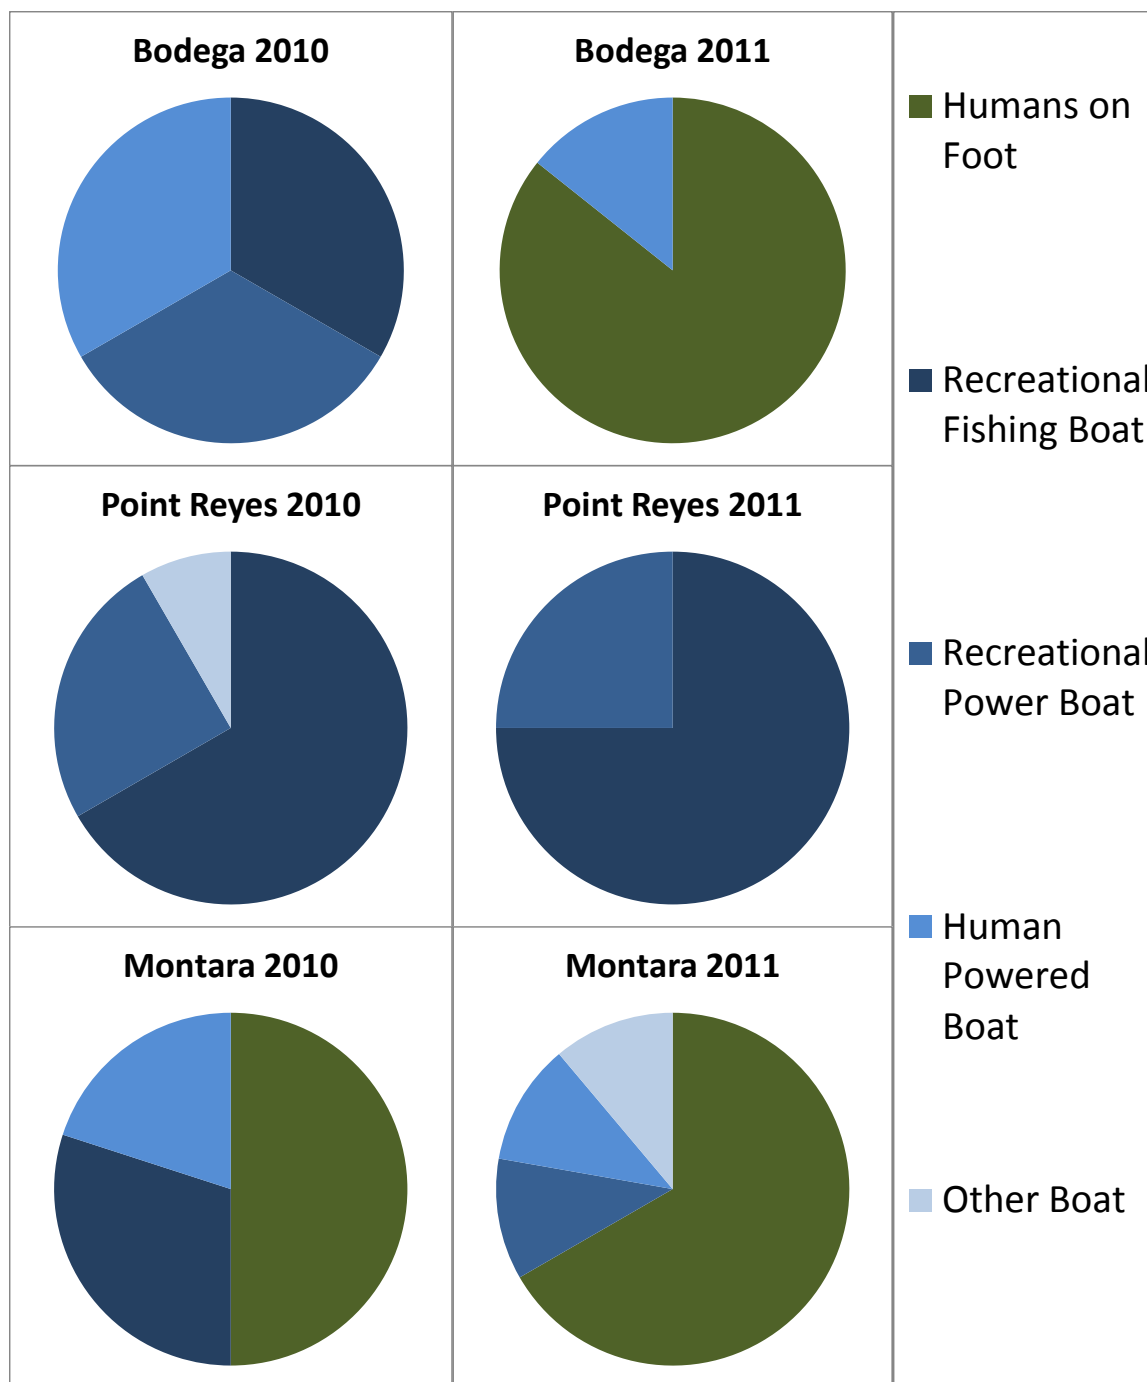 Bodega 2010
Bodega 2011
Point Reyes 2010
Point Reyes 2011
Montara 2010
Montara 2011
Humans on
Foot
Recreational
Fishing Boat
Recreational
Power Boat
Human
Powered
Boat
Other Boat